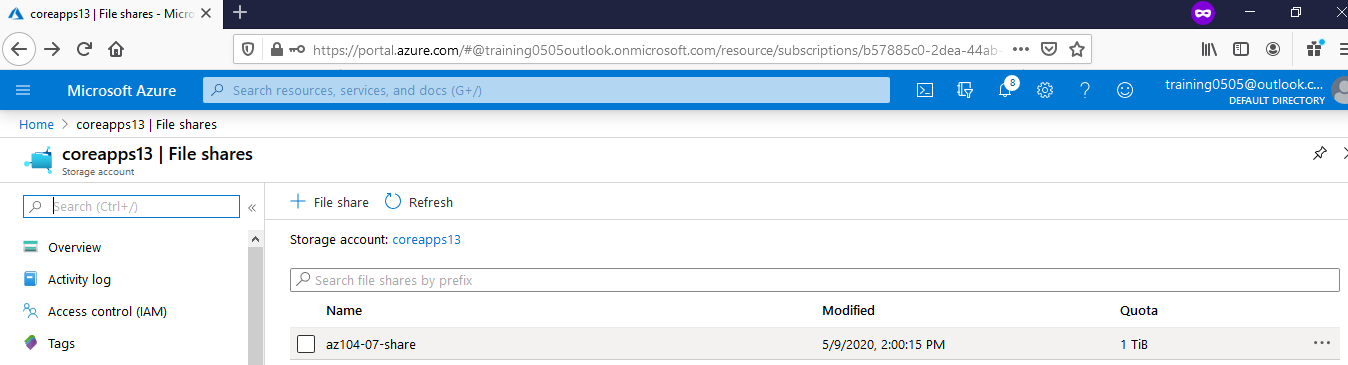 coreapps13 | File shares - Micro
https://portal.azure.com/#@training0505outlook.onmicrosoft.com/resource/subscriptions/b57885c0-2dea-44ab-
Microsoft Azure
Search resources, services, and docs (G+/)
8
training0505@outlook.c...
DEFAULT DIRECTORY
Home > coreapps13 | File shares
coreapps13 | File shares
Storage account
Search (Ctrl+/)
«
+ File share Refresh
Overview
Storage account: coreapps13
Activity log
Search file shares by prefix
Access control (IAM)
Name Modified Quota
Tags
az104-07-share 5/9/2020, 2:00:15 PM 1 TiB